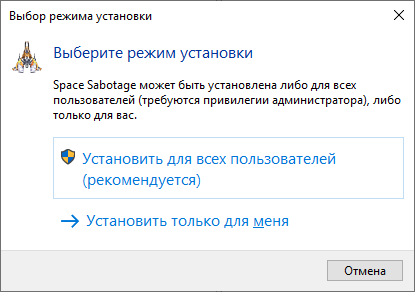 Выбор режима установки
Выберите режим установки
Space Sabotage может быть установлена либо для всех
пользователей (требуются привилегии администратора), либо
только для вас.
Установить для всех пользователей
(рекомендуется)
Установить только для меня
Отмена